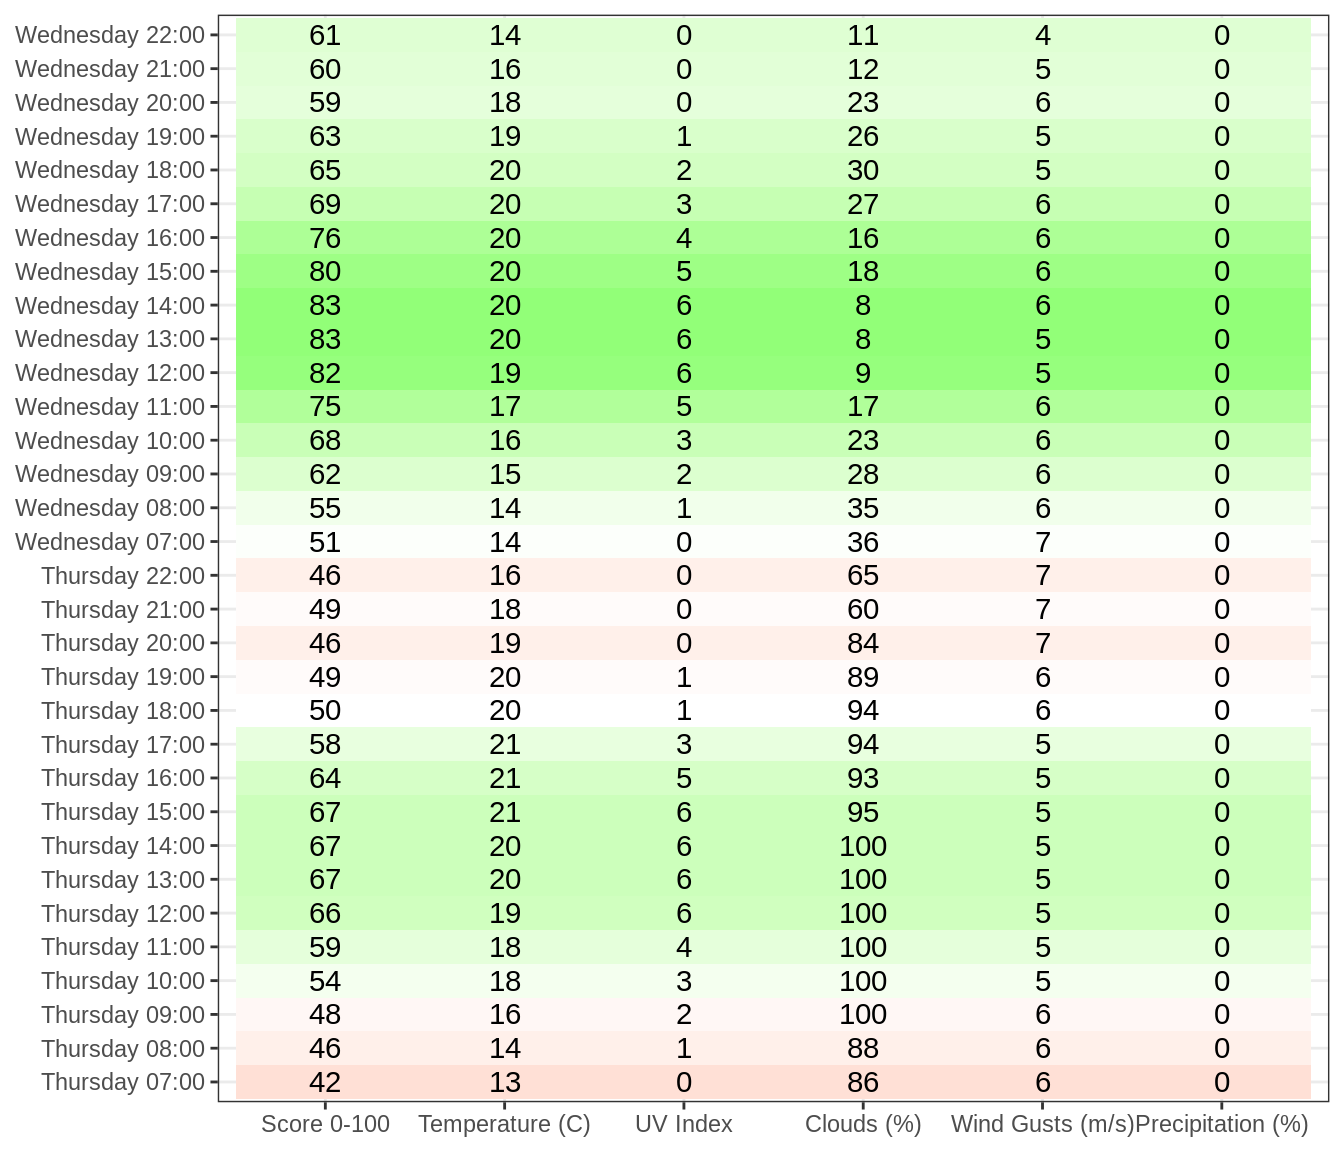 Wednesday 22:00 61 14 0 11 4 0
Wednesday 21:00 60 16 0 12 5 0
Wednesday 20:00 59 18 0 23 6 0
Wednesday 19:00 63 19 1 26 5 0
Wednesday 18:00 65 20 2 30 5 0
Wednesday 17:00 69 20 3 27 6 0
Wednesday 16:00 76 20 4 16 6 0
Wednesday 15:00 80 20 5 18 6 0
Wednesday 14:00 83 20 6 8 6 0
Wednesday 13:00 83 20 6 8 5 0
Wednesday 12:00 82 19 6 9 5 0
Wednesday 11:00 75 17 5 17 6 0
Wednesday 10:00 68 16 3 23 6 0
Wednesday 09:00 62 15 2 28 6 0
Wednesday 08:00 55 14 1 35 6 0
Wednesday 07:00 51 14 0 36 7 0
Thursday 22:00 46 16 0 65 7 0
Thursday 21:00 49 18 0 60 7 0
Thursday 20:00 46 19 0 84 7 0
Thursday 19:00 49 20 1 89 6 0
Thursday 18:00 50 20 1 94 6 0
Thursday 17:00 58 21 3 94 5 0
Thursday 16:00 64 21 5 93 5 0
Thursday 15:00 67 21 6 95 5 0
Thursday 14:00 67 20 6 100 5 0
Thursday 13:00 67 20 6 100 5 0
Thursday 12:00 66 19 6 100 5 0
Thursday 11:00 59 18 4 100 5 0
Thursday 10:00 54 18 3 100 5 0
Thursday 09:00 48 16 2 100 6 0
Thursday 08:00 46 14 1 88 6 0
Thursday 07:00 42 13 0 86 6 0
Score 0-100 Temperature (C) UV Index Clouds (%) Wind Gusts (m/s) Precipitation (%)